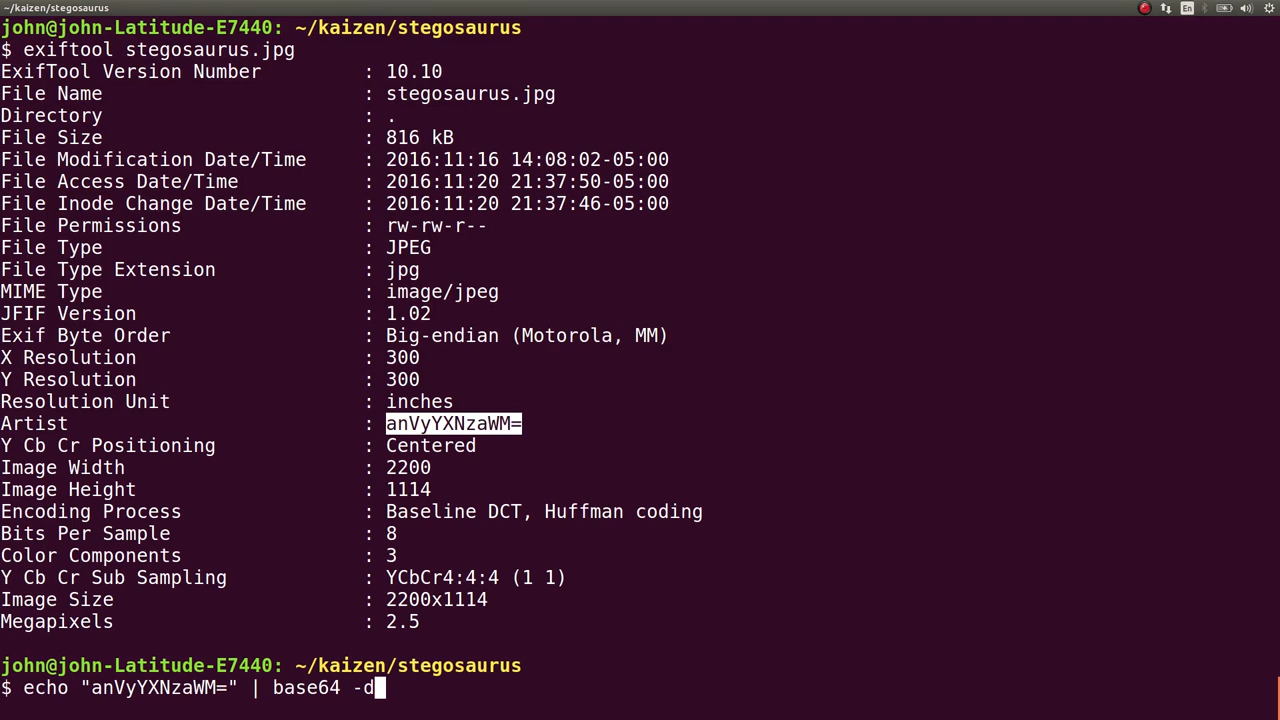 ~/kaizen/stegosaurus
En
john@john-Latitude-E7440: ~/kaizen/stegosaurus
$ exiftool stegosaurus.jpg
ExifTool Version Number : 10.10
File Name : stegosaurus.jpg
Directory : .
File Size : 816 kB
File Modification Date/Time : 2016:11:16 14:08:02-05:00
File Access Date/Time : 2016:11:20 21:37:50-05:00
File Inode Change Date/Time : 2016:11:20 21:37:46-05:00
File Permissions : rw-rw-r--
File Type : JPEG
File Type Extension : jpg
MIME Type : image/jpeg
JFIF Version : 1.02
Exif Byte Order : Big-endian (Motorola, MM)
X Resolution : 300
Y Resolution : 300
Resolution Unit : inches
Artist : anVyYXNzaWM=
Y Cb Cr Positioning : Centered
Image Width : 2200
Image Height : 1114
Encoding Process : Baseline DCT, Huffman coding
Bits Per Sample : 8
Color Components : 3
Y Cb Cr Sub Sampling : YCbCr4:4:4 (1 1)
Image Size : 2200x1114
Megapixels : 2.5
john@john-Latitude-E7440: ~/kaizen/stegosaurus
$ echo "anVyYXNzaWM=" | base64 -d